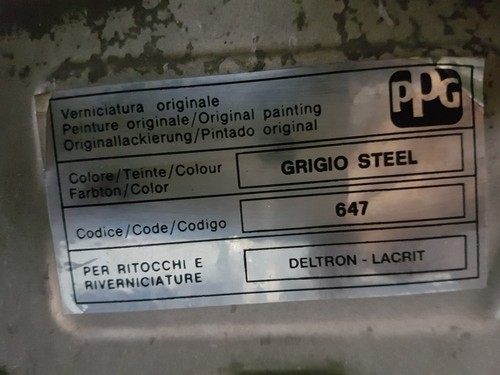 Verniciatura originale
Peinture originale/Original painting
Originallackierung/Pintado original
PPG
Colore/Teinte/Colour
Farbton/Color
GRIGIO STEEL
Codice/Code/Codigo
647
PER RITOCCHI E
RIVERNICIATURE
DELTRON - LACRIT